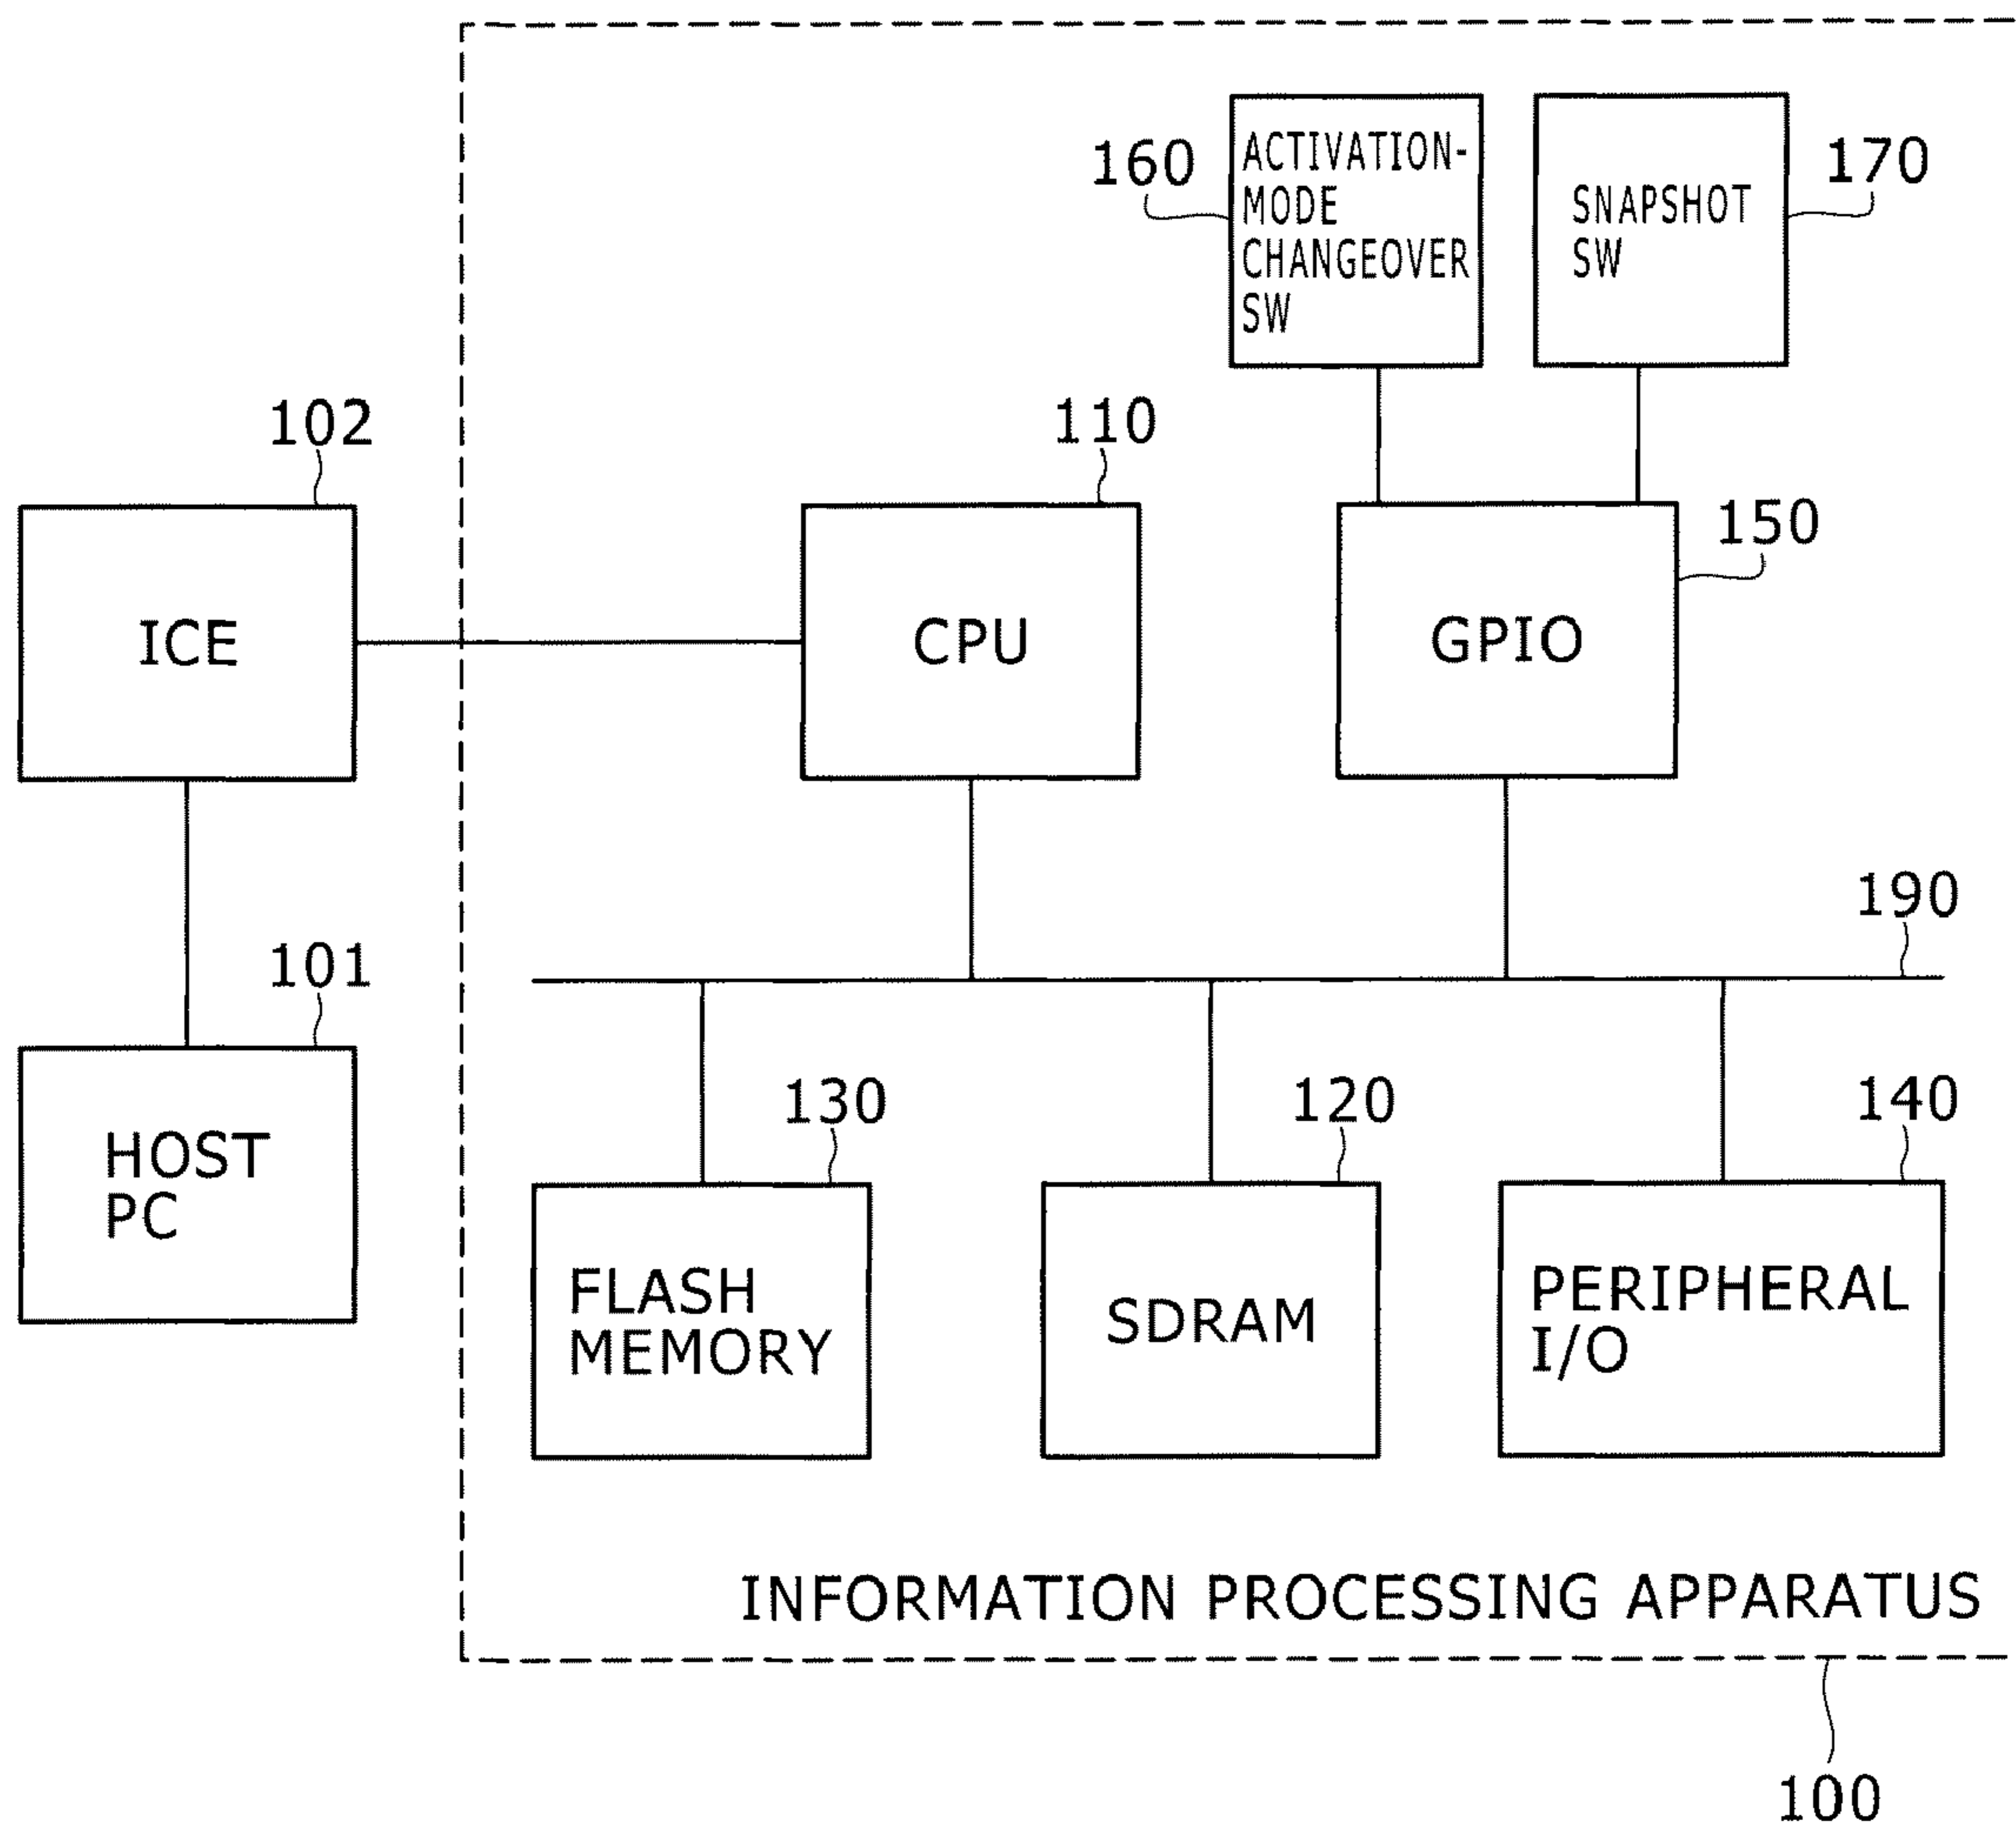 160
ACTIVATION-
MODE
CHANGEOVER
SW
SNAPSHOT
SW
170
102
ICE
110
CPU
150
GPIO
190
101
HOST
PC
130
FLASH
MEMORY
120
SDRAM
140
PERIPHERAL
I/O
INFORMATION PROCESSING APPARATUS
100